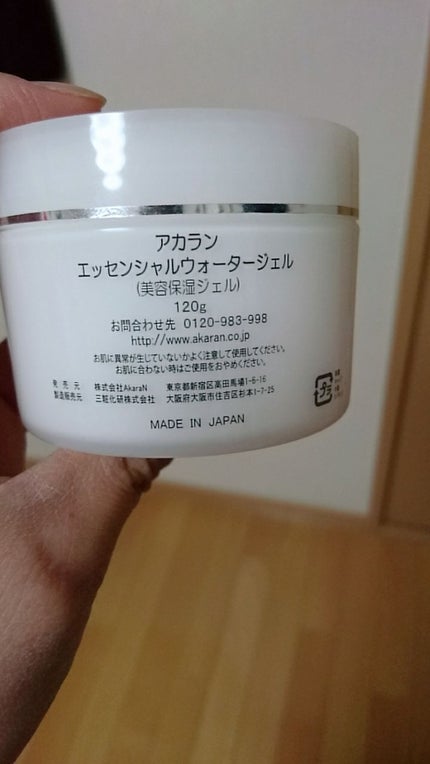 アカラン
エッセンシャルウォータージェル
(美容保湿ジェル)
120g
お問合わせ先 0120-983-998
http://www.akaran.co.jp
お肌に異常が生じていないかよく注意して使用してください。
お肌に合わない時はご使用をおやめください。
発売元 株式会社AkaraN 東京都新宿区高田馬場1-6-16
製造販売元 三粧化研株式会社 大阪府大阪市住吉区杉本1-7-25
プラ
MADE IN JAPAN